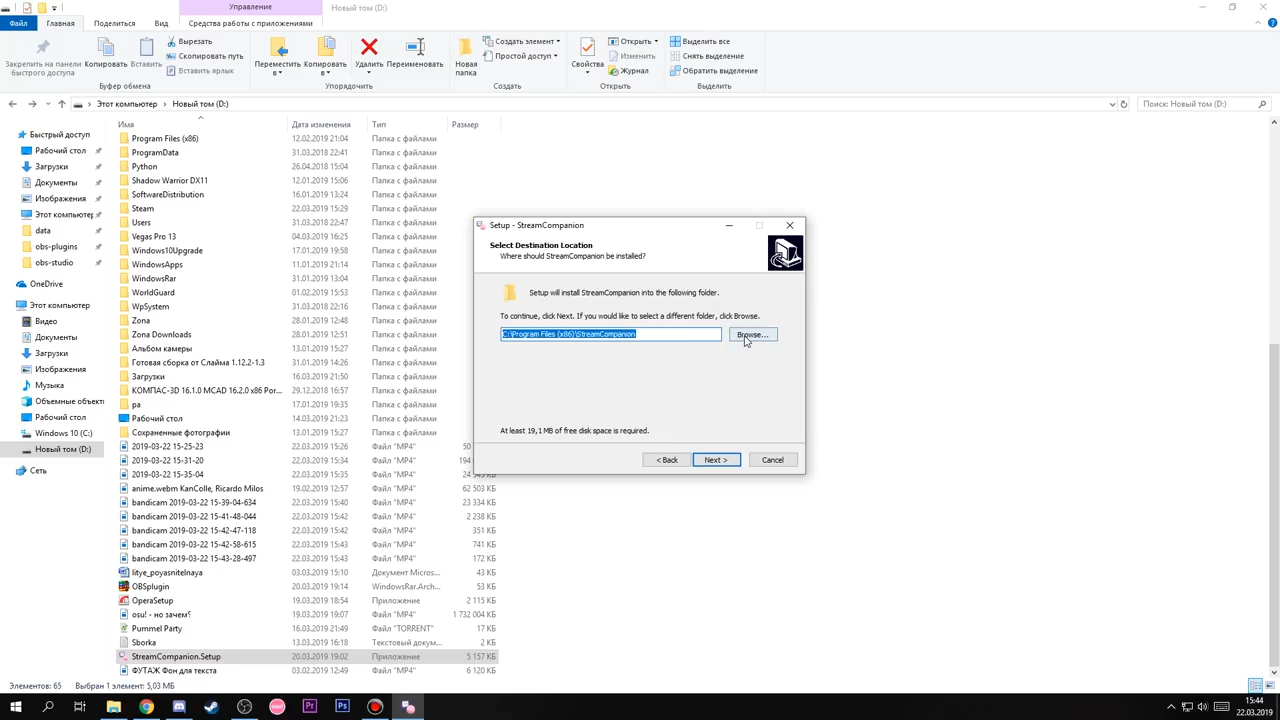 Управление
Новый том (D:)
Файл
Главная
Поделиться
Вид
Средства работы с приложениями
Закрепить на панели быстрого доступа
Копировать
Вставить
Вырезать
Скопировать путь
Вставить ярлык
Буфер обмена
Переместить в
Копировать в
Удалить
Переименовать
Упорядочить
Новая папка
Создать элемент
Простой доступ
Создать
Свойства
Открыть
Изменить
Журнал
Открыть
Выделить все
Снять выделение
Обратить выделение
Выделить
Этот компьютер
Новый том (D:)
Поиск: Новый том (D:)
Имя Дата изменения Тип Размер
Быстрый доступ
Рабочий стол
Загрузки
Документы
Изображения
Этот компьютер
data
obs-plugins
obs-studio
OneDrive
Этот компьютер
Видео
Документы
Загрузки
Изображения
Музыка
Объемные объекты
Рабочий стол
Windows 10 (C:)
Новый том (D:)
Сеть
Program Files (x86) 12.02.2019 21:04 Папка с файлами
ProgramData 31.03.2018 22:41 Папка с файлами
Python 26.04.2018 15:04 Папка с файлами
Shadow Warrior DX11 12.01.2019 15:06 Папка с файлами
SoftwareDistribution 16.01.2019 13:24 Папка с файлами
Steam 22.03.2019 15:29 Папка с файлами
Users 31.03.2018 22:47 Папка с файлами
Vegas Pro 13 04.03.2019 16:25 Папка с файлами
Windows10Upgrade 17.01.2019 19:58 Папка с файлами
WindowsApps 11.01.2019 21:14 Папка с файлами
WindowsRar 31.01.2019 13:04 Папка с файлами
WorldGuard 01.02.2019 15:53 Папка с файлами
WpSystem 31.03.2018 22:16 Папка с файлами
Zona 28.01.2019 12:51 Папка с файлами
Zona Downloads 28.01.2019 12:51 Папка с файлами
Альбом камеры 13.01.2019 15:27 Папка с файлами
Готовая сборка от Слайма 1.12.2-1.3 31.01.2019 14:26 Папка с файлами
Загрузки 16.03.2019 21:50 Папка с файлами
КОМПАС-3D 16.1.0 MCAD 16.2.0 x86 Por... 29.12.2018 16:57 Папка с файлами
ра 17.01.2019 19:35 Папка с файлами
Рабочий стол 14.03.2019 21:23 Папка с файлами
Сохраненные фотографии 13.01.2019 15:27 Папка с файлами
2019-03-22 15-25-23 22.03.2019 15:26 Файл "MP4" 50
2019-03-22 15-31-20 22.03.2019 15:34 Файл "MP4" 194
2019-03-22 15-35-04 22.03.2019 15:35 Файл "MP4" 24 545 КБ
anime.webm KanColle, Ricardo Milos 19.02.2019 15:09 Файл "MP4" 62 503 КБ
bandicam 2019-03-22 15-39-04-634 22.03.2019 15:40 Файл "MP4" 23 334 КБ
bandicam 2019-03-22 15-41-48-044 22.03.2019 15:42 Файл "MP4" 2 238 КБ
bandicam 2019-03-22 15-42-47-118 22.03.2019 15:42 Файл "MP4" 351 КБ
bandicam 2019-03-22 15-42-58-615 22.03.2019 15:43 Файл "MP4" 741 КБ
bandicam 2019-03-22 15-43-28-497 22.03.2019 15:43 Файл "MP4" 172 КБ
litye_poyasnitelnaya 03.03.2019 15:10 Документ Micros... 43 КБ
OBSplugin 20.03.2019 19:14 WindowsRar.Arch... 53 КБ
OperaSetup 19.03.2019 18:54 Приложение 2 115 КБ
osu! - но зачем? 19.03.2019 19:07 Файл "MP4" 1 732 004 КБ
Pummel Party 16.03.2019 21:49 Файл "TORRENT" 17 КБ
Sborka 13.03.2019 16:18 Текстовый докум... 2 КБ
StreamCompanion.Setup 20.03.2019 19:02 Приложение 5 157 КБ
ФУТАЖ Фон для текста 03.02.2019 12:49 Файл "MP4" 6 120 КБ
Setup - StreamCompanion
Select Destination Location
Where should StreamCompanion be installed?
Setup will install StreamCompanion into the following folder.
To continue, click Next. If you would like to select a different folder, click Browse.
C:\Program Files (x86)\StreamCompanion
Browse...
At least 19,1 MB of free disk space is required.
< Back
Next >
Cancel
Элементов: 65
Выбран 1 элемент: 5,03 МБ
Pr
Ps
15:44
22.03.2019